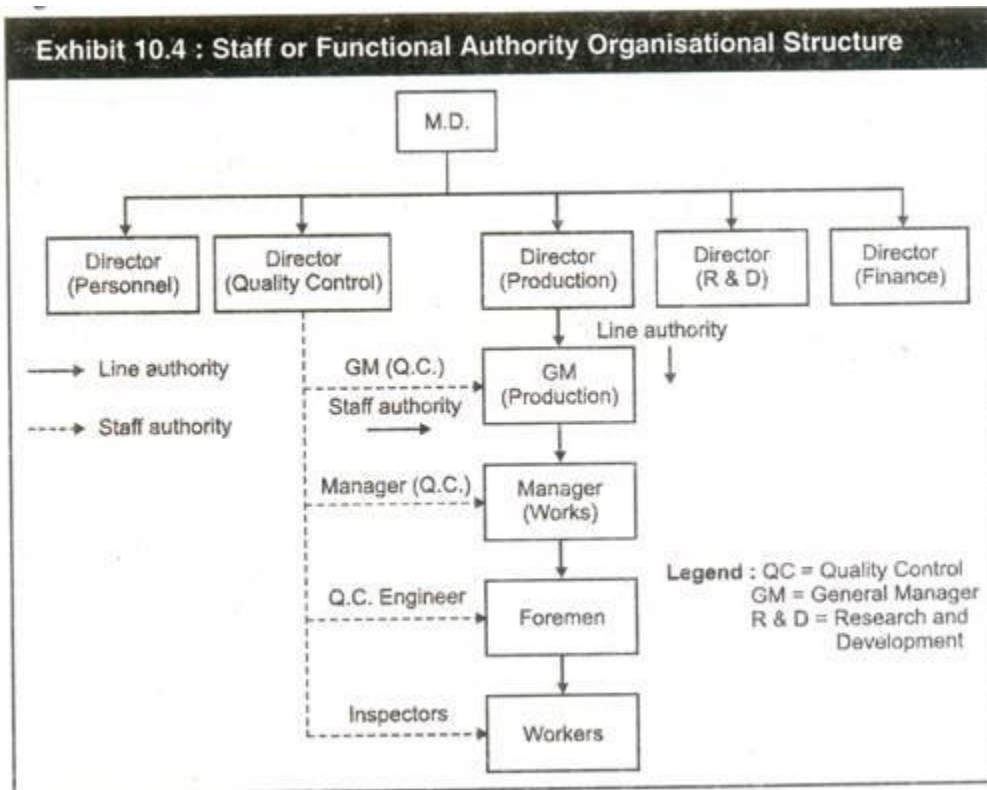 Exhibit 10.4 : Staff or Functional Authority Organisational Structure
M.D.
Director
(Personnel)
Director
(Quality Control)
Director
(Production)
Director
(R & D)
Director
(Finance)
Line authority
Line authority
Staff authority
GM (Q.C.)
Staff authority
GM
(Production)
Manager (Q.C.)
Manager
(Works)
Q.C. Engineer
Foremen
Inspectors
Workers
Legend : QC = Quality Control
GM = General Manager
R & D = Research and
Development